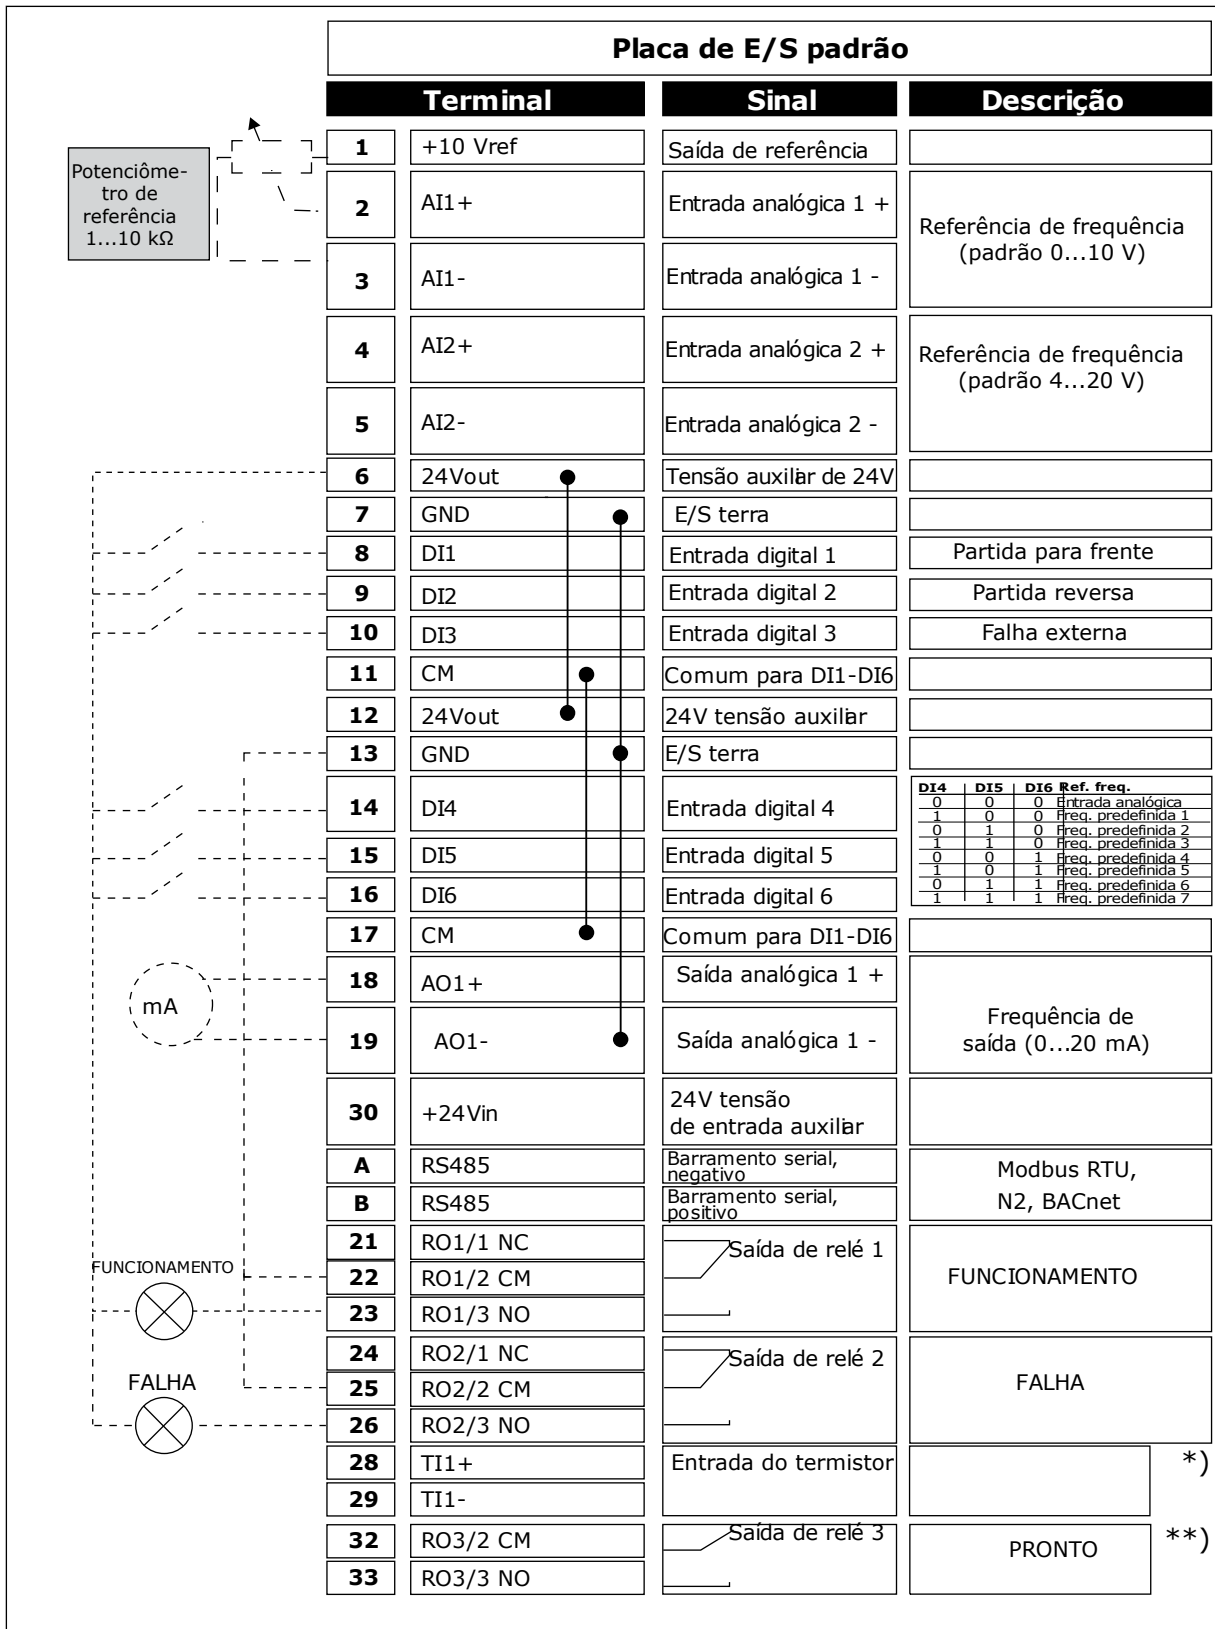 Placa de E/S padrão
Terminal Sinal Descrição
Potenciôme-
tro de
referência
1...10 kΩ
1 +10 Vref Saída de referência
2 AI1+ Entrada analógica 1 +
Referência de frequência
(padrão 0...10 V)
3 AI1- Entrada analógica 1 -
4 AI2+ Entrada analógica 2 +
Referência de frequência
(padrão 4...20 V)
5 AI2- Entrada analógica 2 -
6 24Vout Tensão auxiliar de 24V
7 GND E/S terra
8 DI1 Entrada digital 1 Partida para frente
9 DI2 Entrada digital 2 Partida reversa
10 DI3 Entrada digital 3 Falha externa
11 CM Comum para DI1-DI6
12 24Vout 24V tensão auxiliar
13 GND E/S terra
14 DI4 Entrada digital 4
DI4 DI5 DI6 Ref. freq.
0 0 0 Entrada analógica
1 0 0 Freq. predefinida 1
0 1 0 Freq. predefinida 2
1 1 0 Freq. predefinida 3
0 0 1 Freq. predefinida 4
1 0 1 Freq. predefinida 5
0 1 1 Freq. predefinida 6
1 1 1 Freq. predefinida 7
15 DI5 Entrada digital 5
16 DI6 Entrada digital 6
17 CM Comum para DI1-DI6
mA
18 AO1+ Saída analógica 1 +
Frequência de
saída (0...20 mA)
19 AO1- Saída analógica 1 -
30 +24Vin 24V tensão
de entrada auxiliar
A RS485 Barramento serial,
negativo
Modbus RTU,
N2, BACnet
B RS485 Barramento serial,
positivo
21 RO1/1 NC Saída de relé 1
FUNCIONAMENTO
22 RO1/2 CM FUNCIONAMENTO
23 RO1/3 NO
24 RO2/1 NC Saída de relé 2
FALHA
25 RO2/2 CM FALHA
26 RO2/3 NO
28 TI1+ Entrada do termistor *)
29 TI1-
32 RO3/2 CM Saída de relé 3 PRONTO **)
33 RO3/3 NO